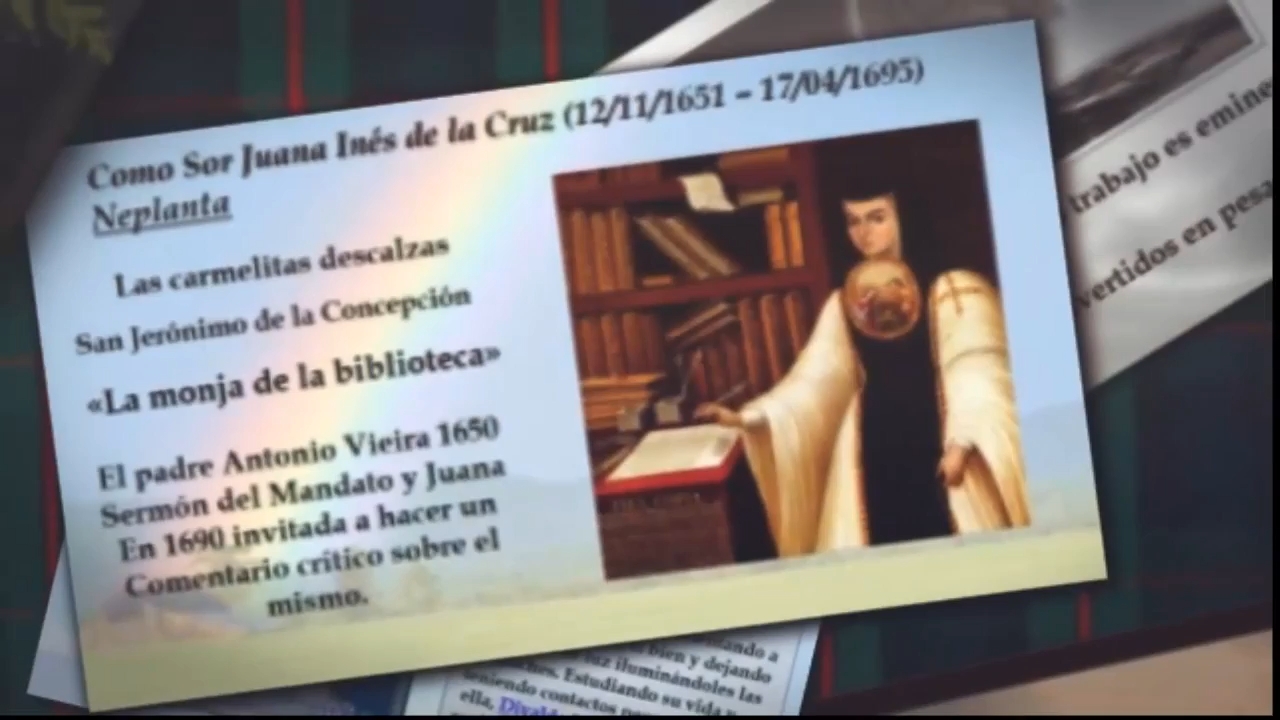 Como Sor Juana Inés de la Cruz (12/11/1651 – 17/04/1695)
Neplanta
Las carmelitas descalzas
San Jerónimo de la Concepción
«La monja de la biblioteca»
El padre Antonio Vieira 1650
Sermón del Mandato y Juana
En 1690 invitada a hacer un
Comentario crítico sobre el
mismo.
trabajo es emine
vertidos en pesa
bien y dejando
luz iluminándoles las
Estudiando su vida y
teniendo contactos
ella,